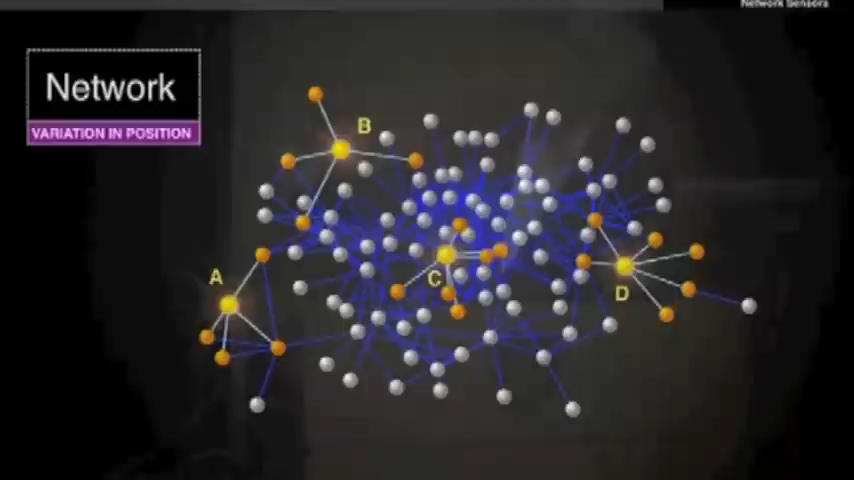 Network Sensors
Network
VARIATION IN POSITION
B
A
C
D